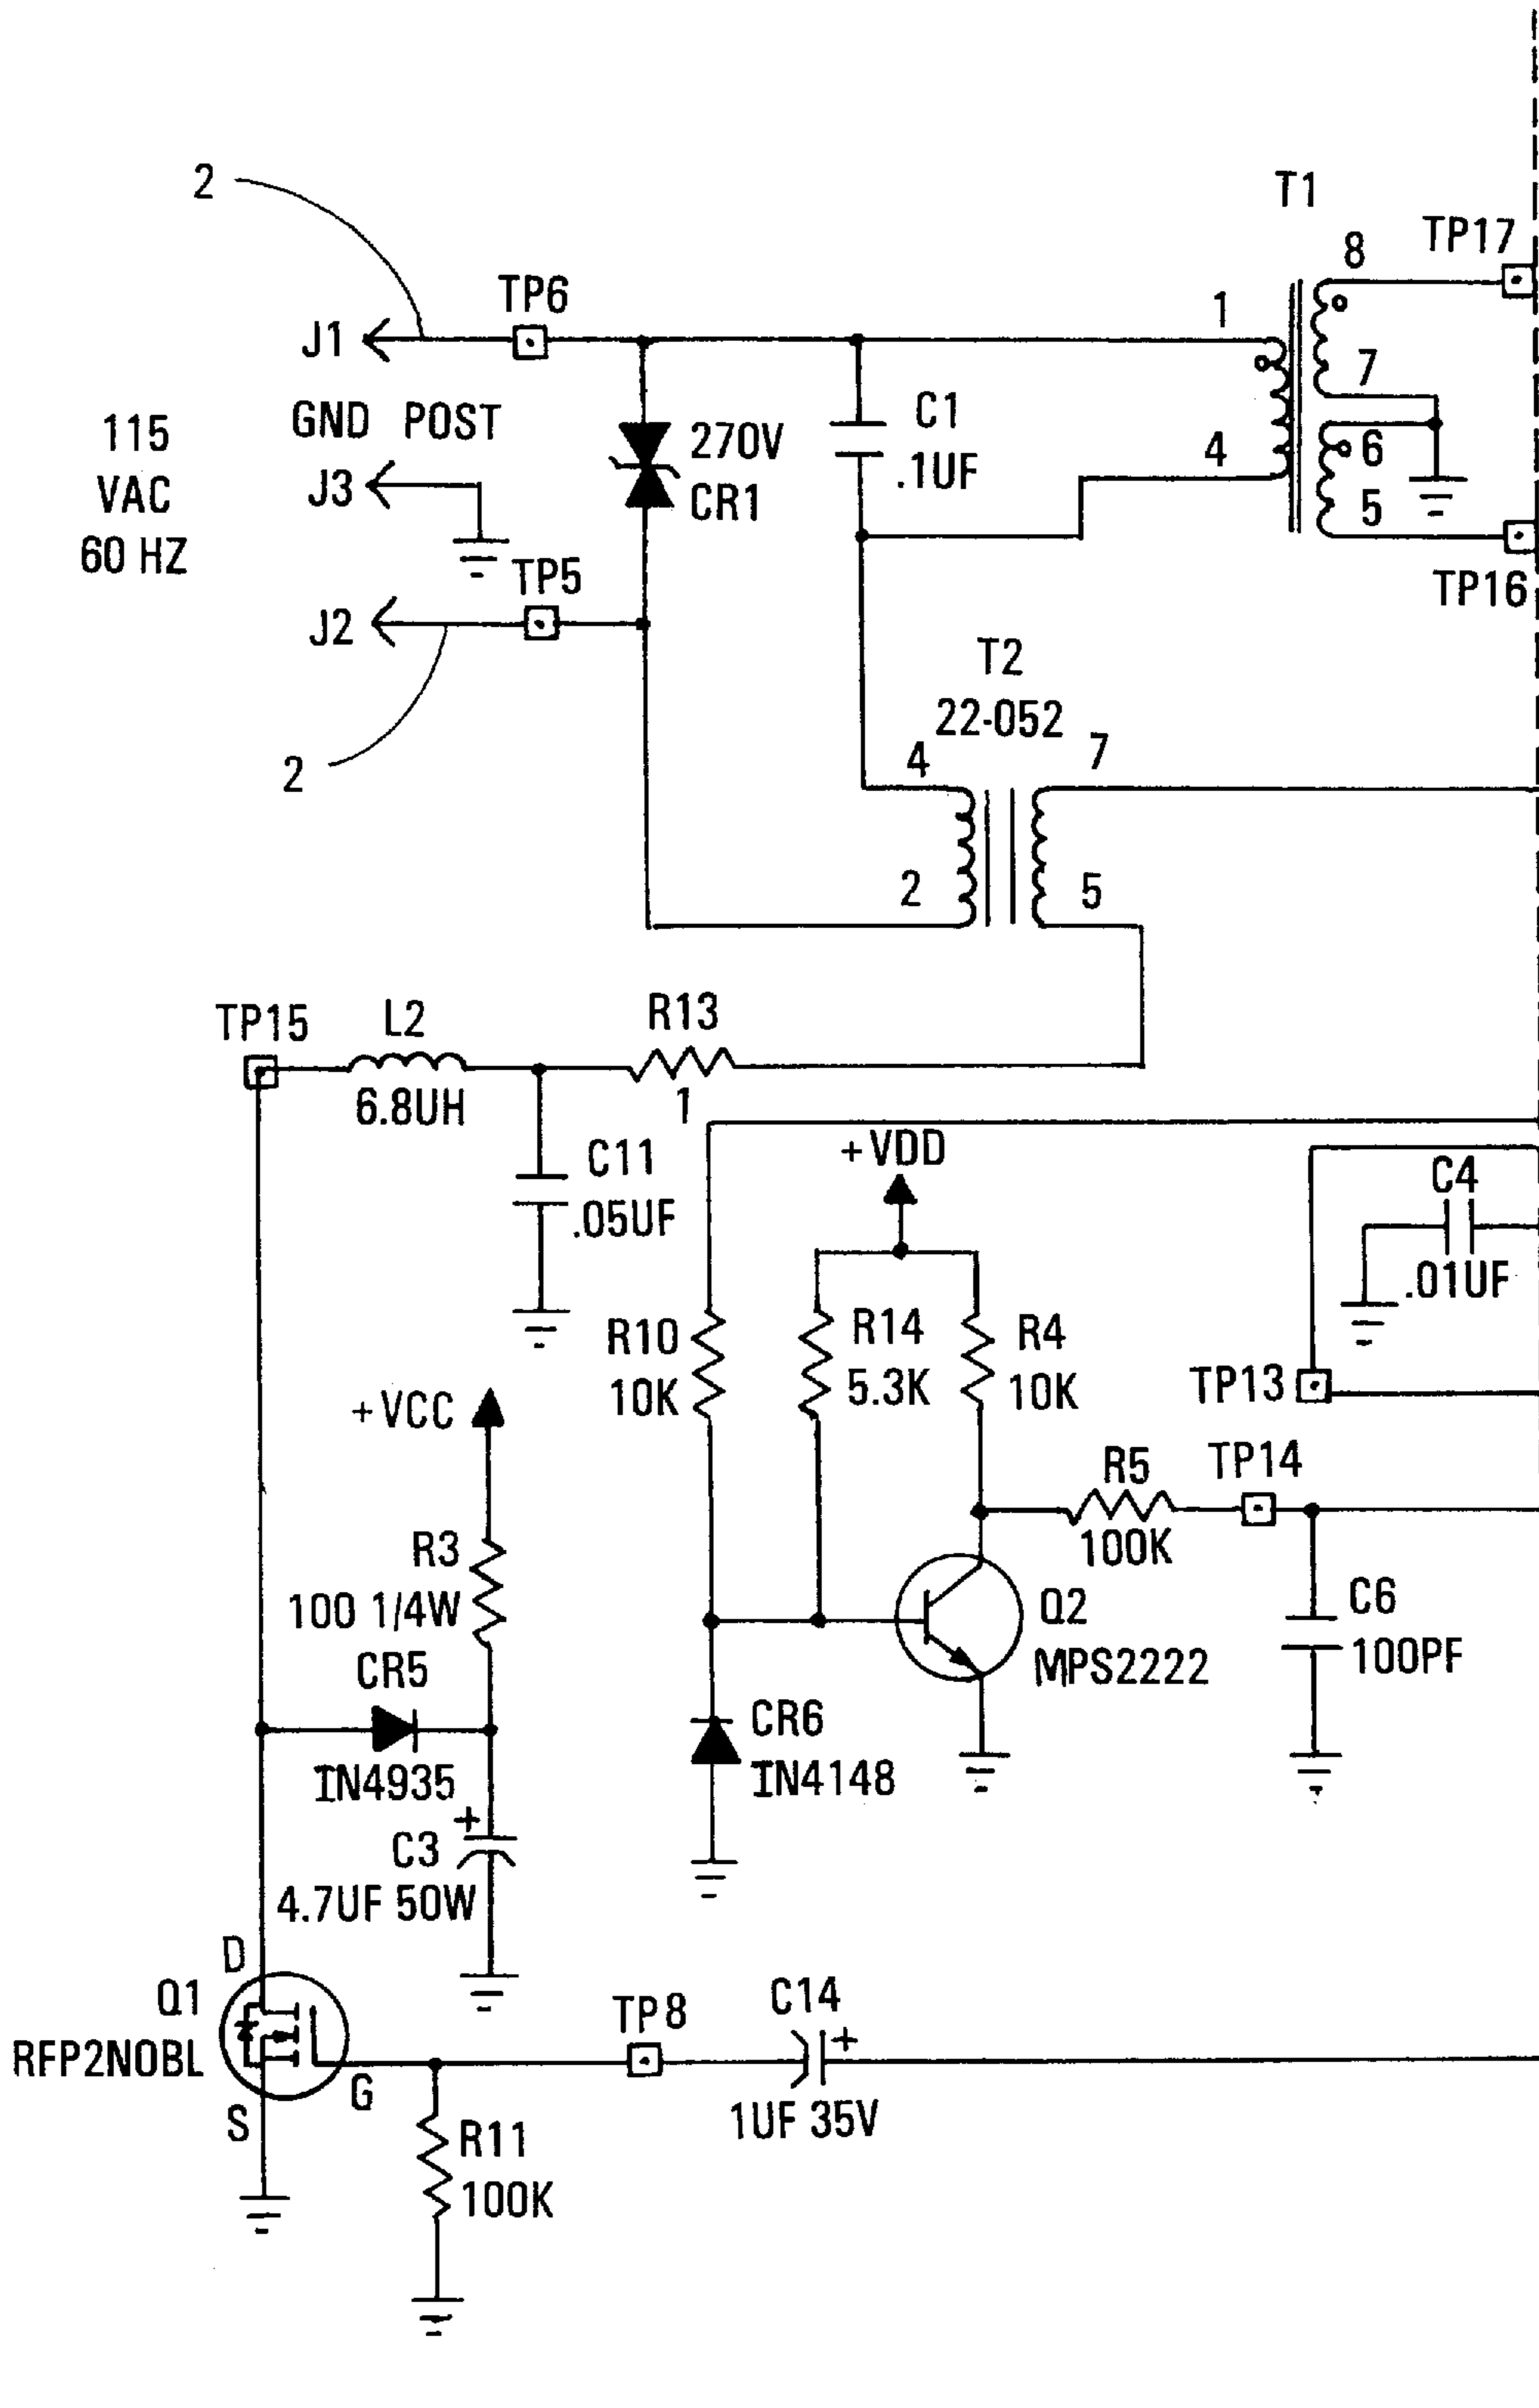 2
T1
8
TP17
TP6
1
J1
7
GND POST
115
VAC
60 HZ
270V
CR1
C1
.1UF
4
6
J3
5
TP5
TP16
J2
T2
22-052
2
4
7
2
5
TP15
L2
6.8UH
R13
1
+VDD
C11
.05UF
C4
.01UF
R10
10K
R14
5.3K
R4
10K
TP13
+VCC
R5
100K
TP14
R3
100 1/4W
Q2
MPS2222
C6
100PF
CR5
IN4935
CR6
IN4148
+
C3
4.7UF 50W
D
Q1
RFP2NOBL
TP8
C14
+
G
1UF 35V
S
R11
100K